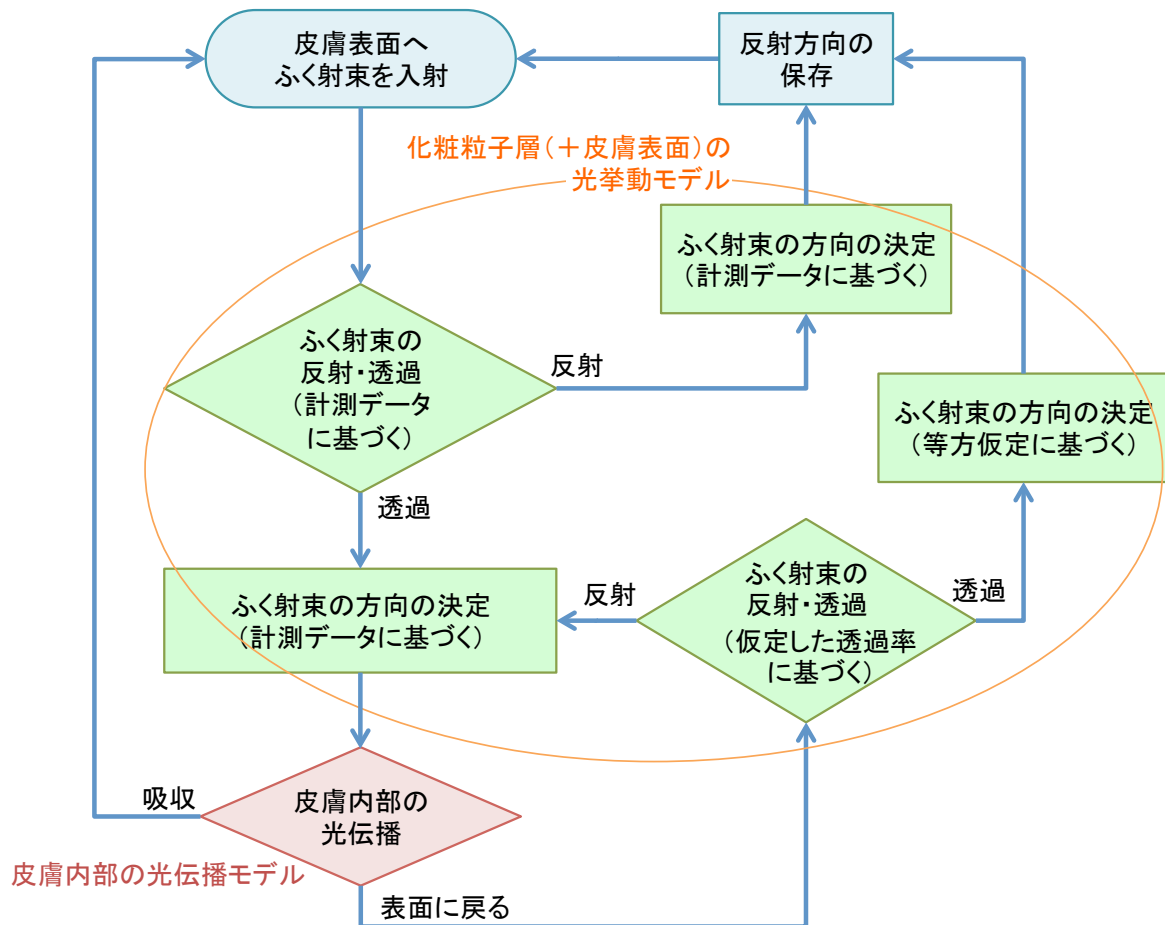 皮膚表面へ
ふく射束を入射
反射方向の
保存
化粧粒子層（＋皮膚表面）の
光挙動モデル
ふく射束の方向の決定
（計測データに基づく）
ふく射束の
反射・透過
（計測データ
に基づく）
反射
ふく射束の方向の決定
（等方仮定に基づく）
透過
ふく射束の方向の決定
（計測データに基づく）
反射
ふく射束の
反射・透過
（仮定した透過率
に基づく）
透過
吸収
皮膚内部の
光伝播
皮膚内部の光伝播モデル
表面に戻る